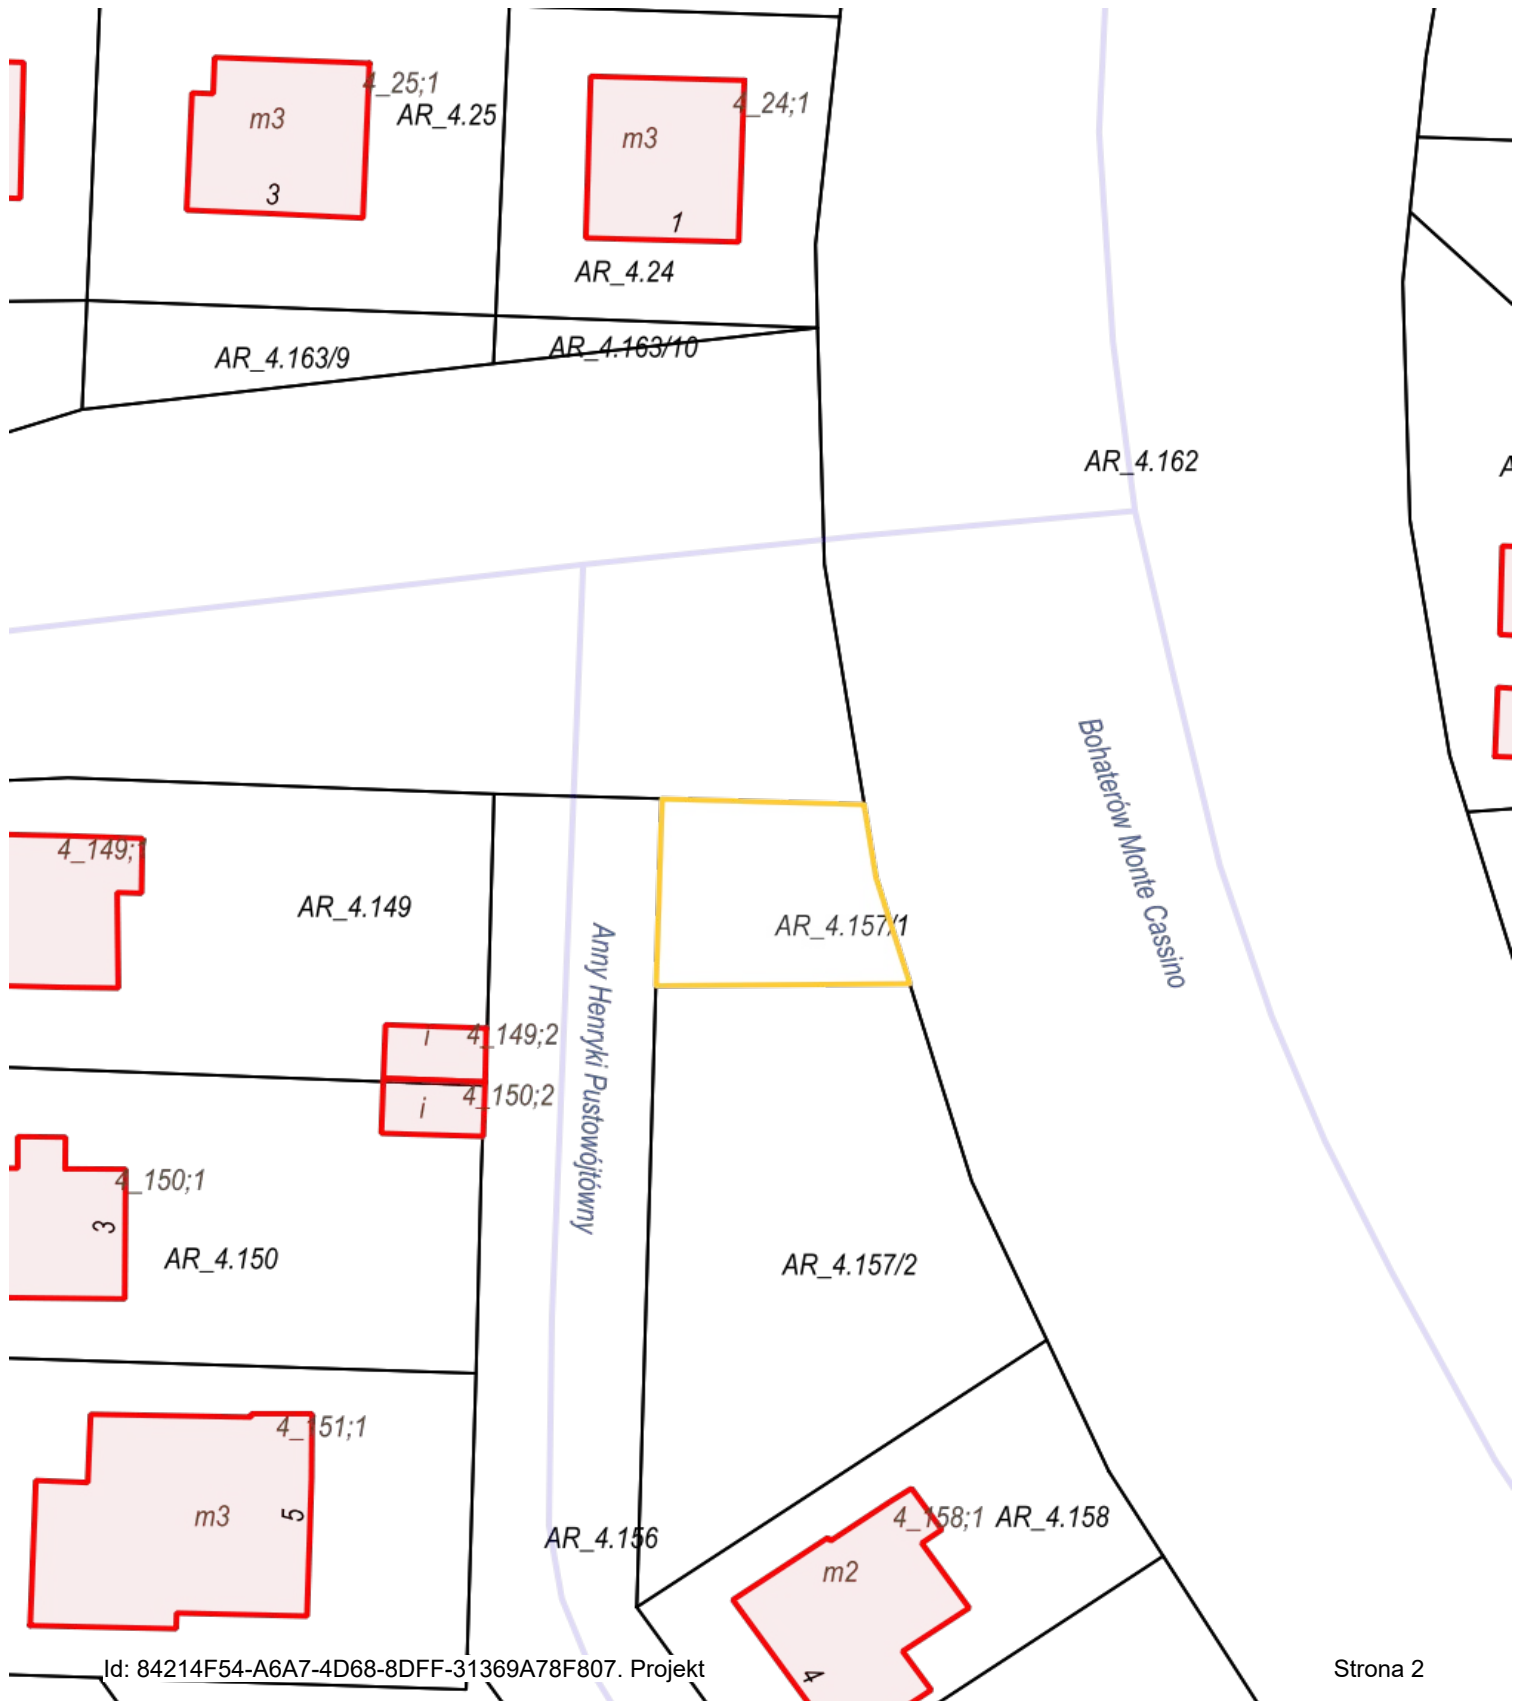 4_25;1
m3
AR_4.25
3
4_24;1
m3
1
AR_4.24
AR_4.163/9
AR_4.163/10
AR_4.162
Bohaterów Monte Cassino
4_149;1
AR_4.149
AR_4.157/1
Anny Henryki Pustowójtówny
i
4_149;2
i
4_150;2
4_150;1
3
AR_4.150
AR_4.157/2
4_151;1
m3
5
AR_4.156
4_158;1
AR_4.158
m2
4
Id: 84214F54-A6A7-4D68-8DFF-31369A78F807. Projekt
Strona 2